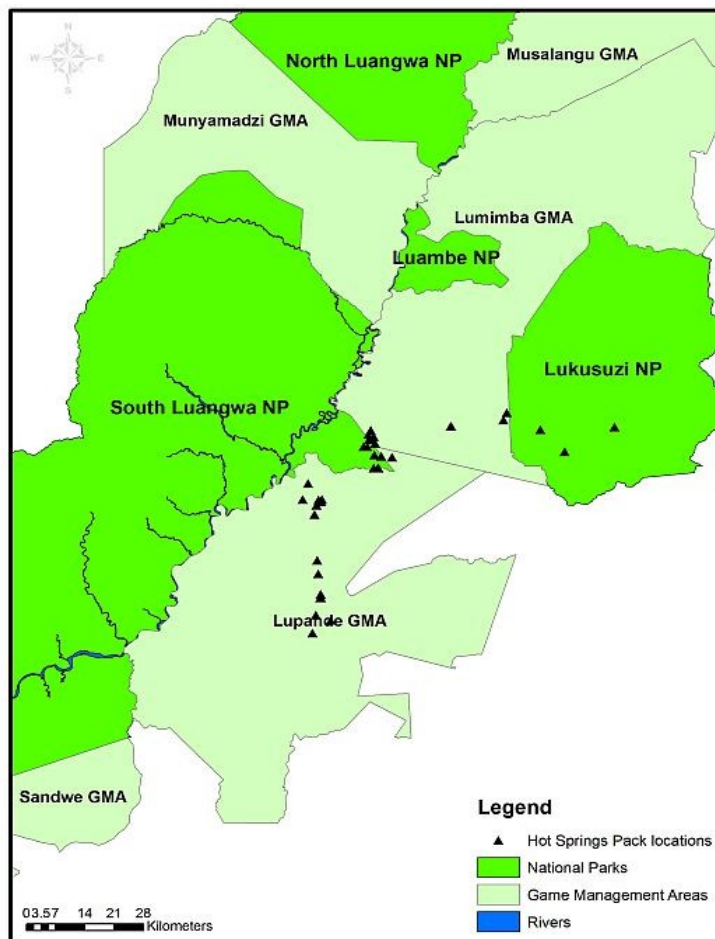 N
W E
S
North Luangwa NP
Musalangu GMA
Munyamadzi GMA
Lumimba GMA
Luambe NP
Lukusuzi NP
South Luangwa NP
Lupande GMA
Sandwe GMA
Legend
Hot Springs Pack locations
National Parks
Game Management Areas
Rivers
03.57 14 21 28
Kilometers